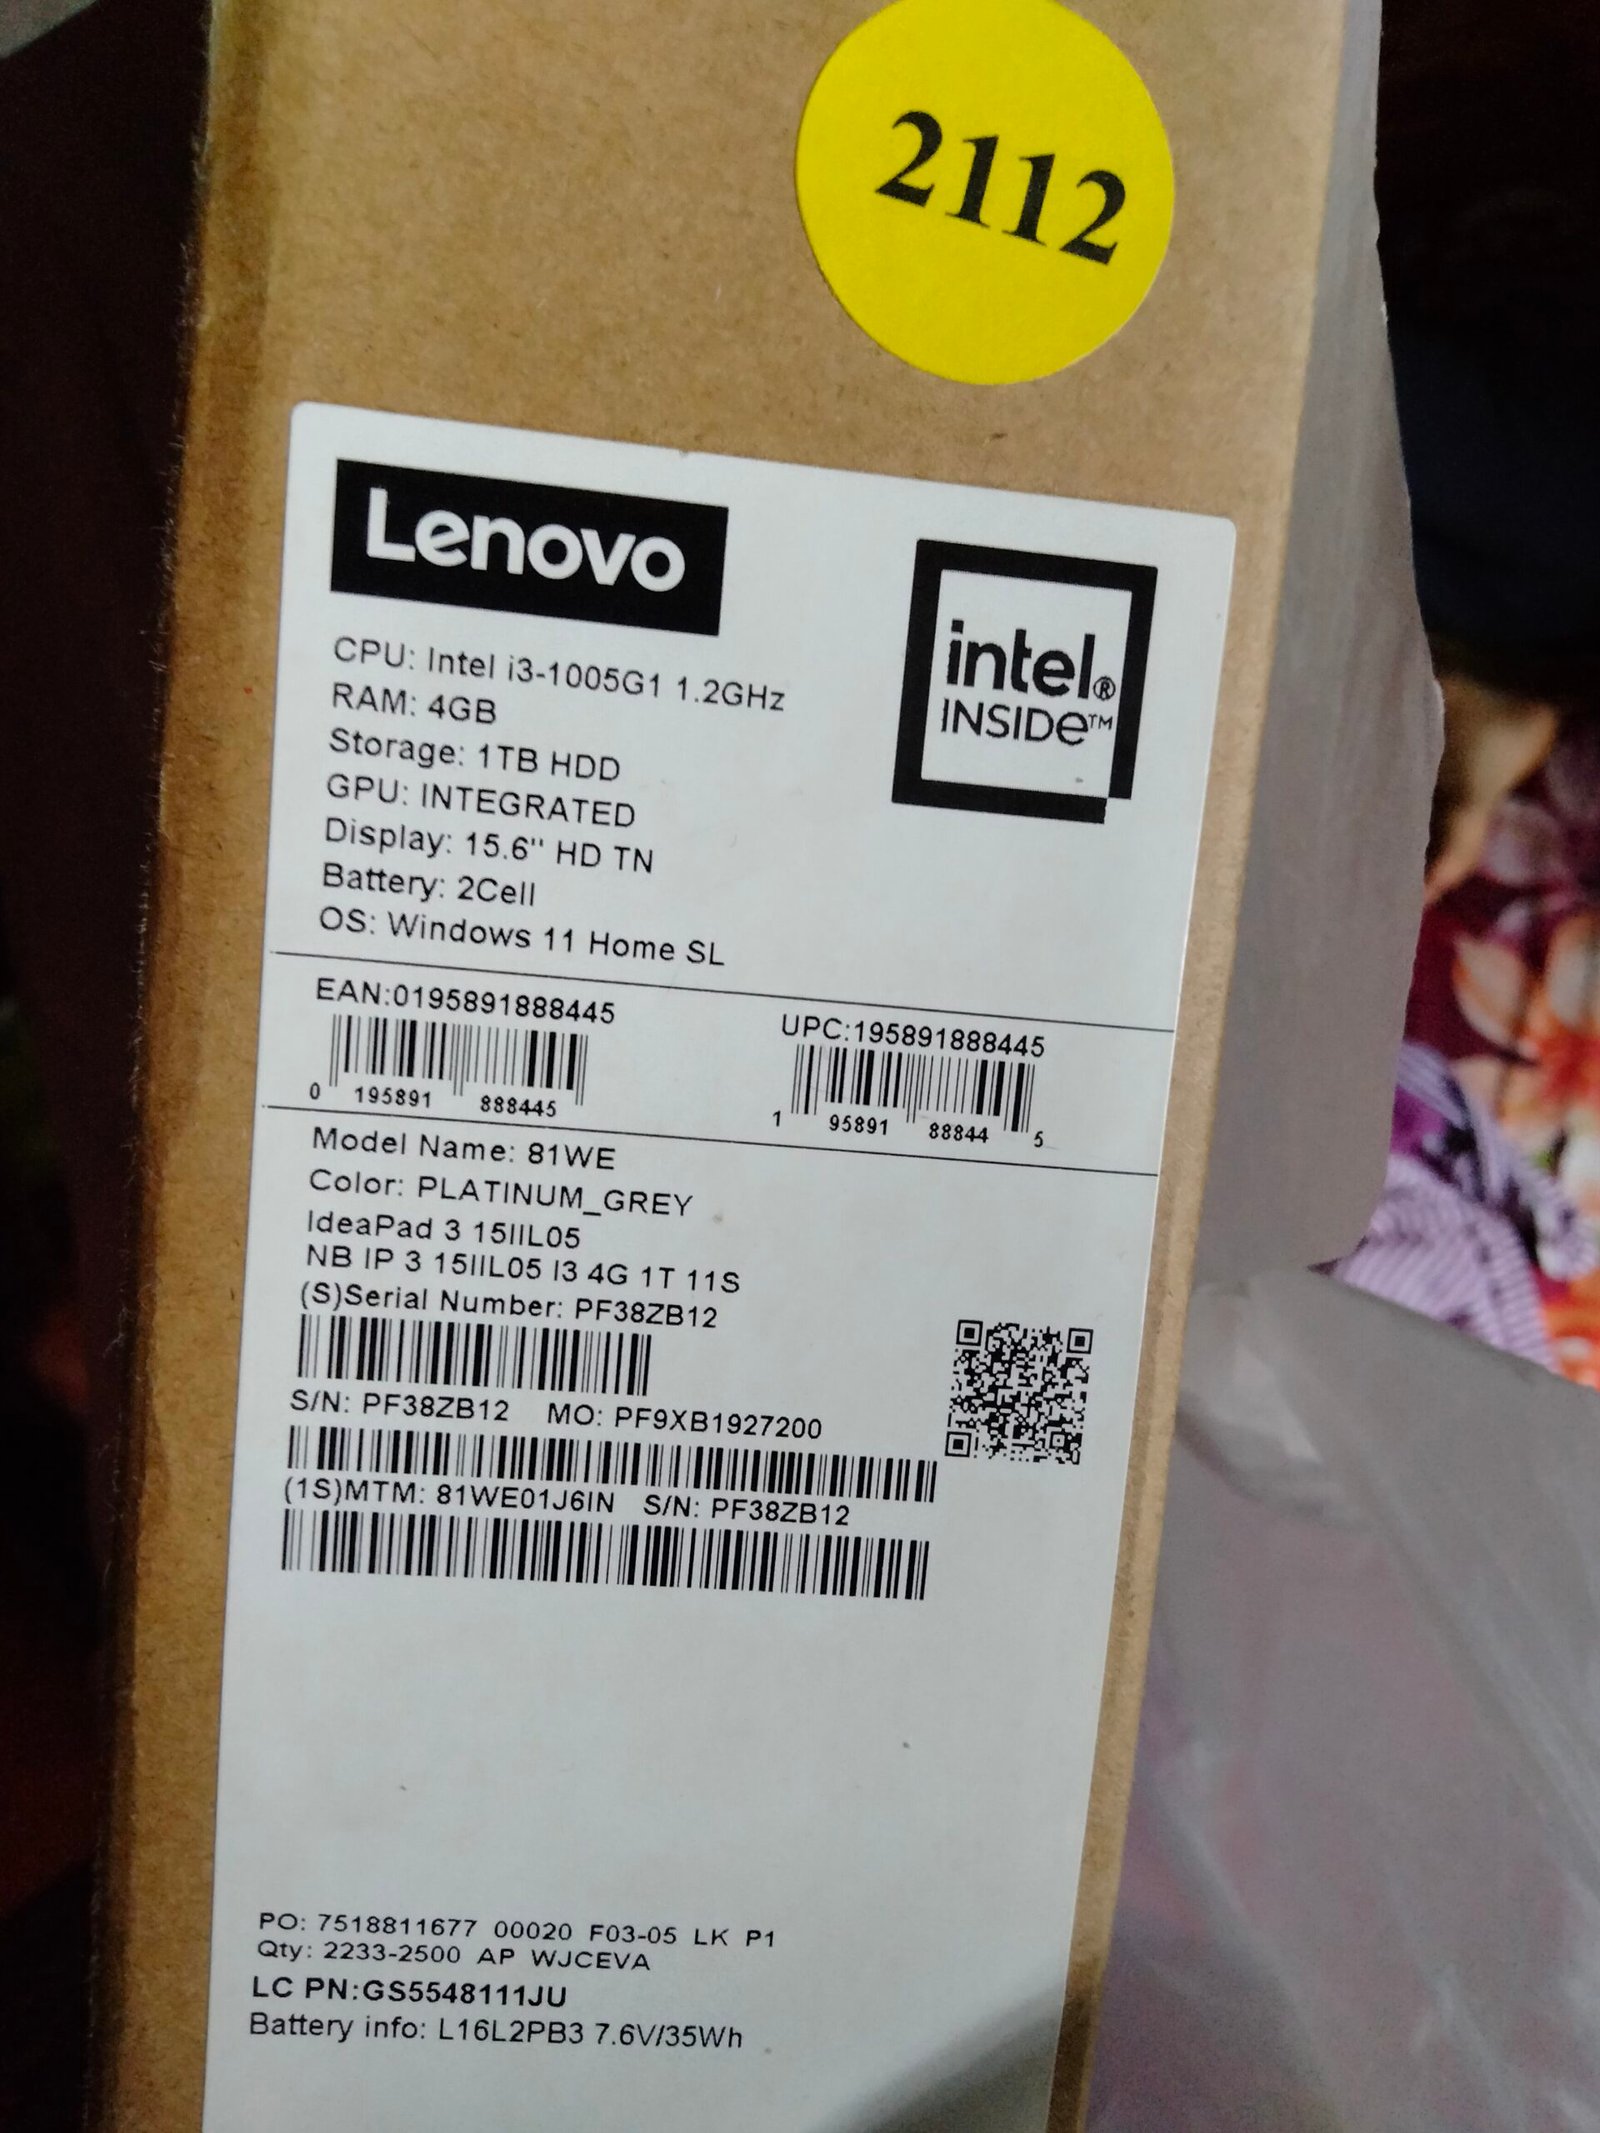 2112
Lenovo
intel®
INSIDE™
CPU: Intel i3-1005G1 1.2GHz
RAM: 4GB
Storage: 1TB HDD
GPU: INTEGRATED
Display: 15.6" HD TN
Battery: 2Cell
OS: Windows 11 Home SL
EAN:0195891888445
0 195891 888445
UPC:195891888445
1 95891 88844 5
Model Name: 81WE
Color: PLATINUM_GREY
IdeaPad 3 15IIL05
NB IP 3 15IIL05 I3 4G 1T 11S
(S)Serial Number: PF38ZB12
S/N: PF38ZB12 MO: PF9XB1927200
(1S)MTM: 81WE01J6IN S/N: PF38ZB12
PO: 7518811677 00020 F03-05 LK P1
Qty: 2233-2500 AP WJCEVA
LC PN:GS5548111JU
Battery info: L16L2PB3 7.6V/35Wh